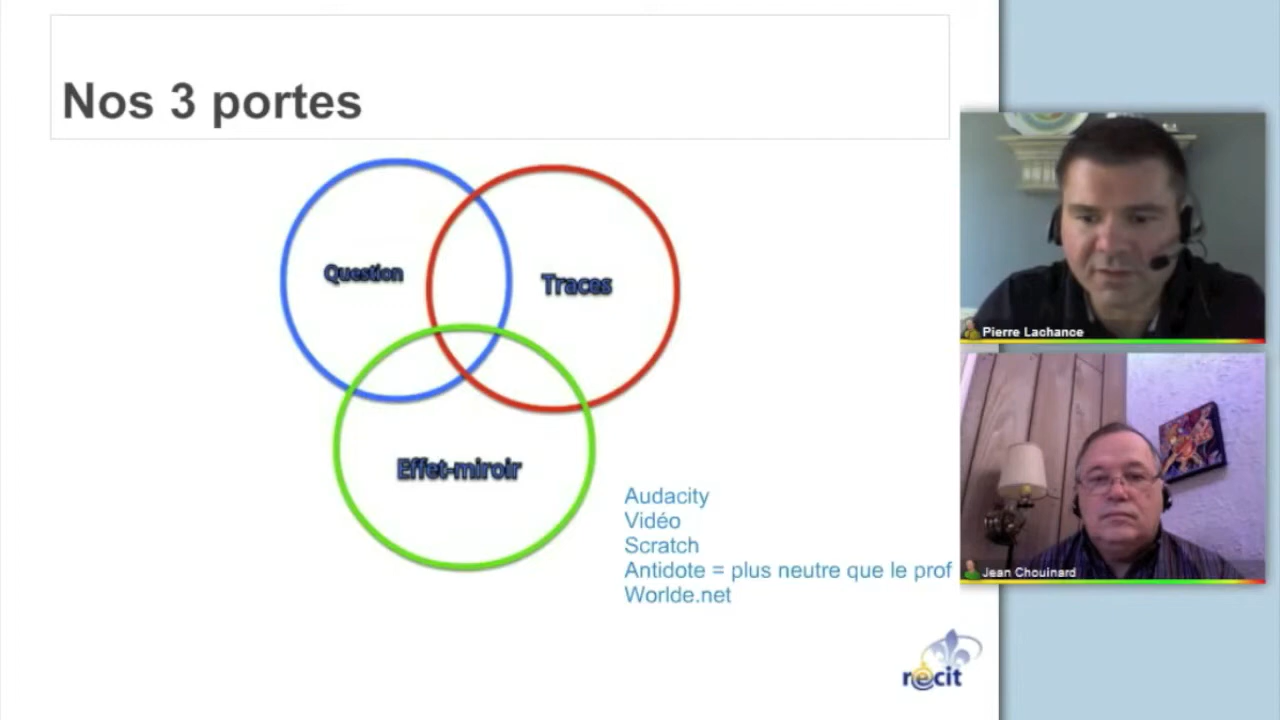 Nos 3 portes
Question
Traces
Effet-miroir
Audacity
Vidéo
Scratch
Antidote = plus neutre que le prof
Worlde.net
récit
Pierre Lachance
Jean Chouinard